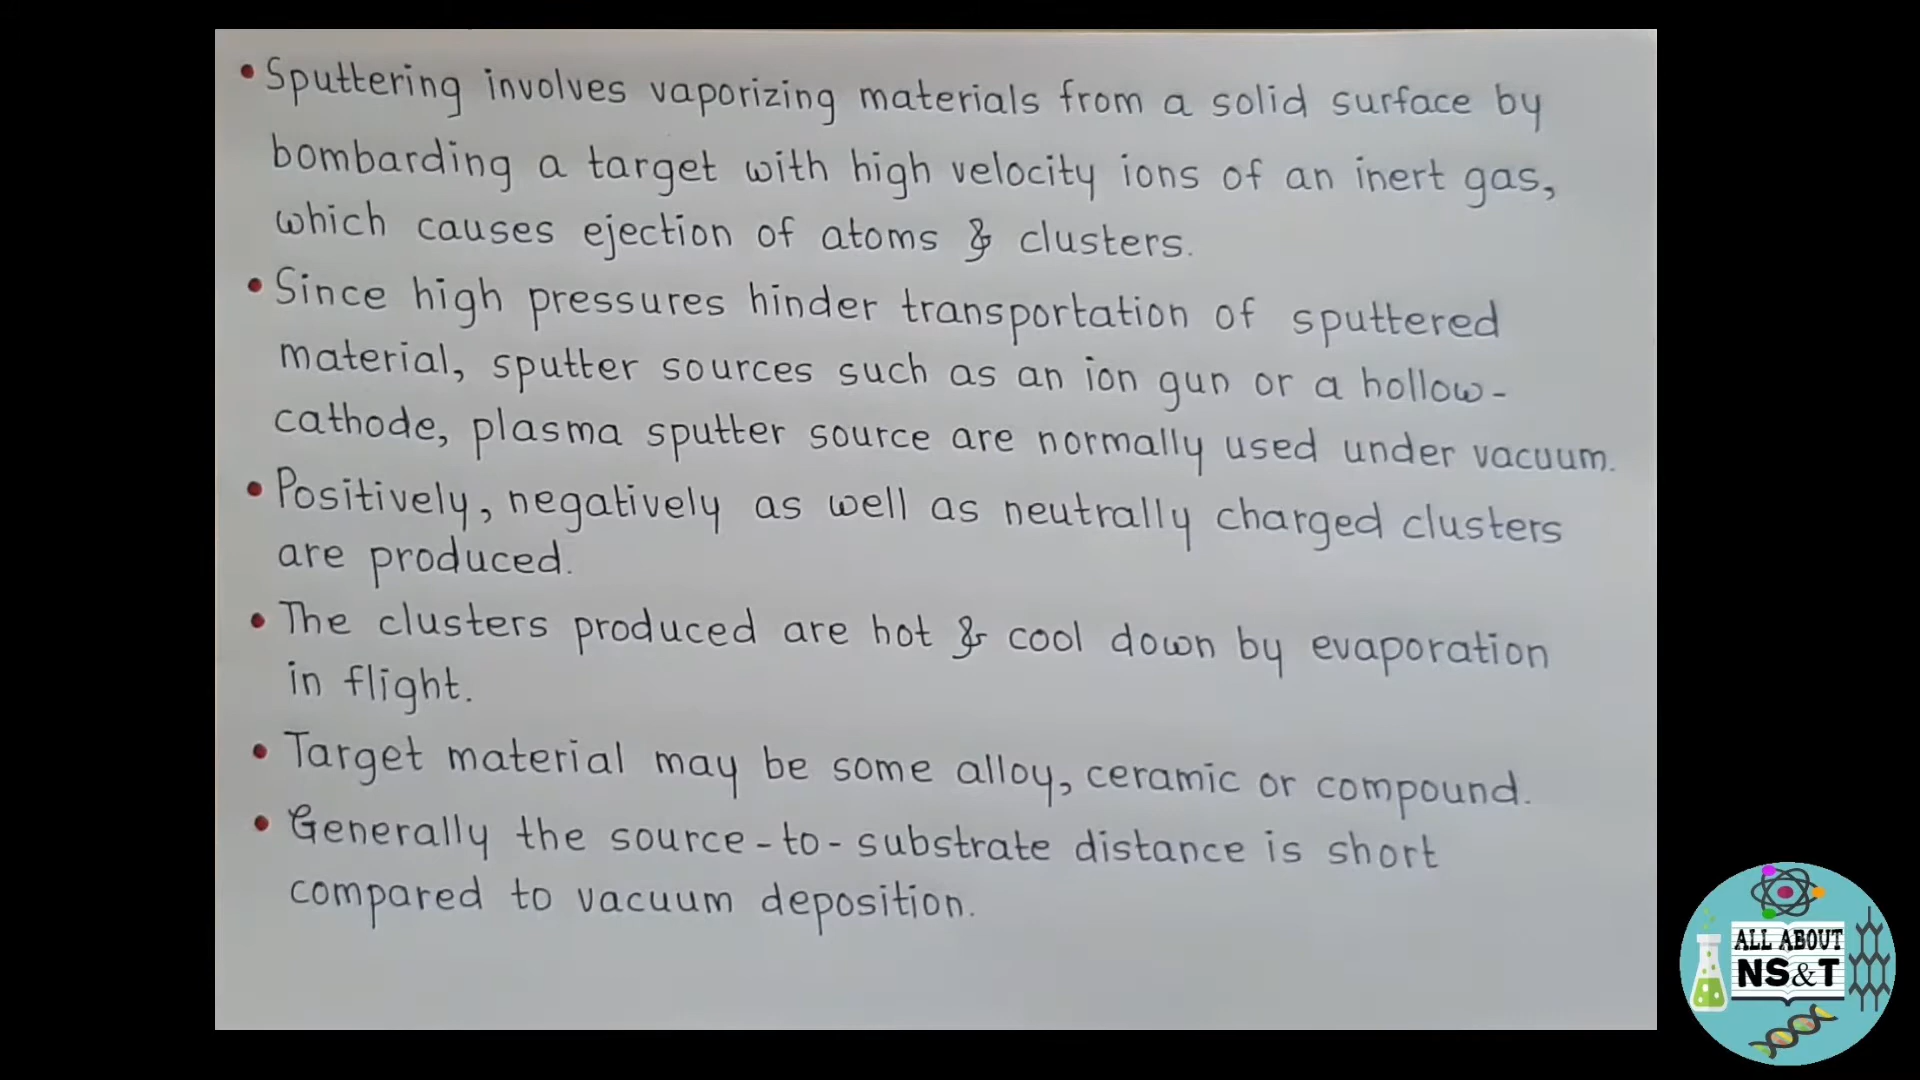 • Sputtering involves vaporizing materials from a solid surface by
bombarding a target with high velocity ions of an inert gas,
which causes ejection of atoms & clusters.
• Since high pressures hinder transportation of sputtered
material, sputter sources such as an ion gun or a hollow-
cathode, plasma sputter source are normally used under vacuum.
• Positively, negatively as well as neutrally charged clusters
are produced.
• The clusters produced are hot & cool down by evaporation
in flight.
• Target material may be some alloy, ceramic or compound.
• Generally the source-to-substrate distance is short
compared to vacuum deposition.
ALL ABOUT
NS&T